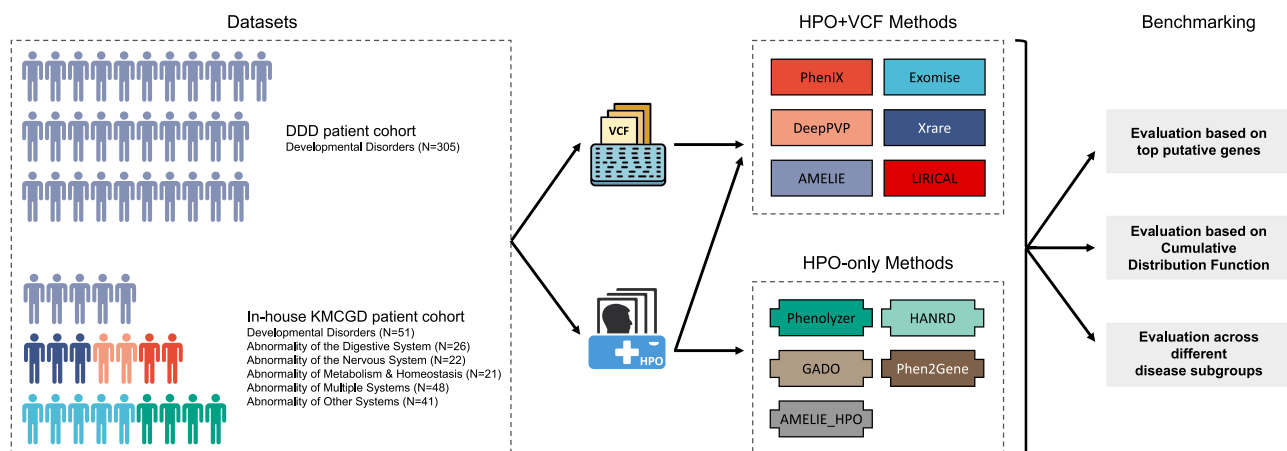 Datasets
DDD patient cohort
Developmental Disorders (N=305)
In-house KMCGD patient cohort
Developmental Disorders (N=51)
Abnormality of the Digestive System (N=26)
Abnormality of the Nervous System (N=22)
Abnormality of Metabolism & Homeostasis (N=21)
Abnormality of Multiple Systems (N=48)
Abnormality of Other Systems (N=41)
VCF
HPO
HPO+VCF Methods
PhenIX
Exomise
DeepPVP
Xrare
AMELIE
LIRICAL
HPO-only Methods
Phenolyzer
HANRD
GADO
Phen2Gene
AMELIE_HPO
Benchmarking
Evaluation based on
top putative genes
Evaluation based on
Cumulative
Distribution Function
Evaluation across
different
disease subgroups